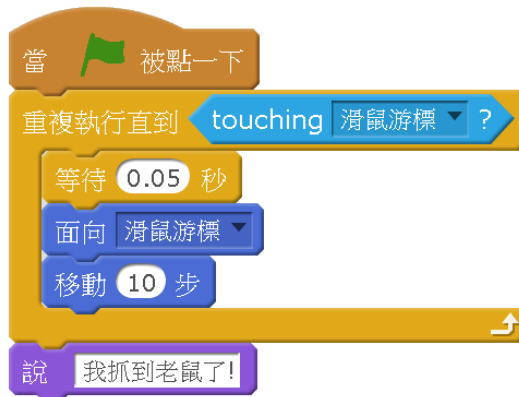 當 被點一下
重複執行直到 touching 滑鼠游標 ?
等待 0.05 秒
面向 滑鼠游標
移動 10 步
說 我抓到老鼠了!